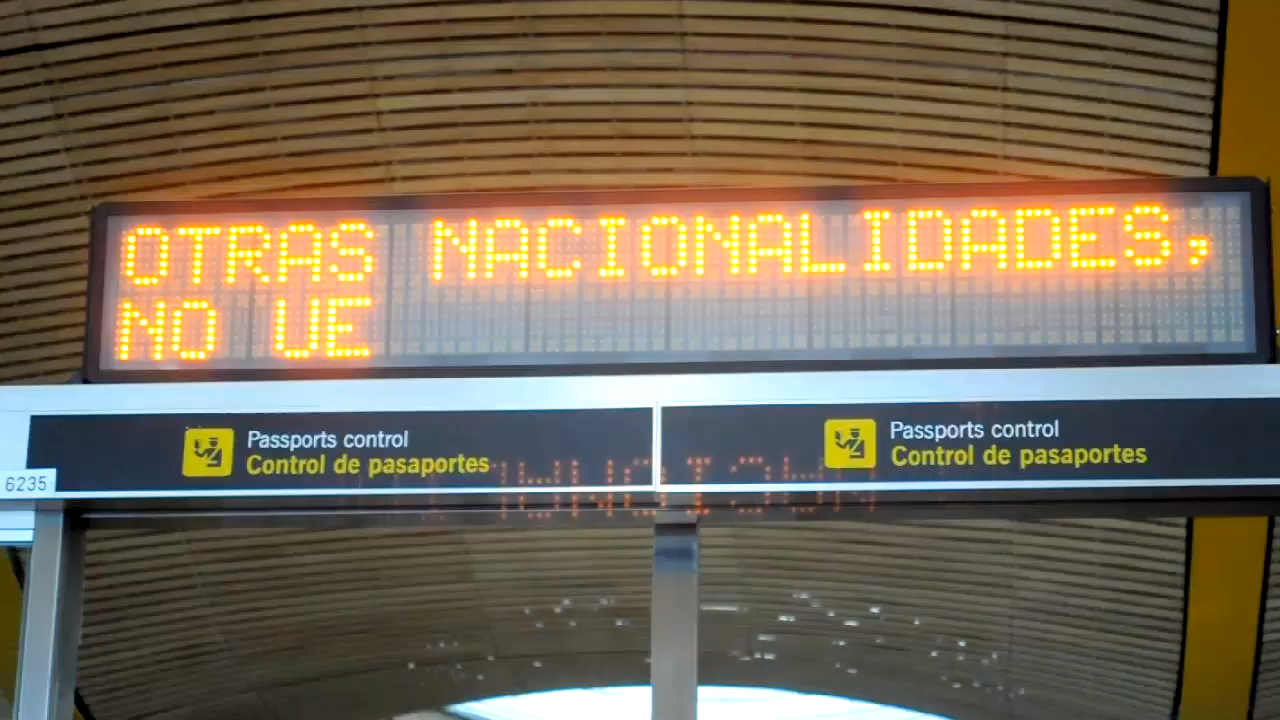 OTRAS NACIONALIDADES,
NO UE
Passports control
Control de pasaportes
Passports control
Control de pasaportes
6235